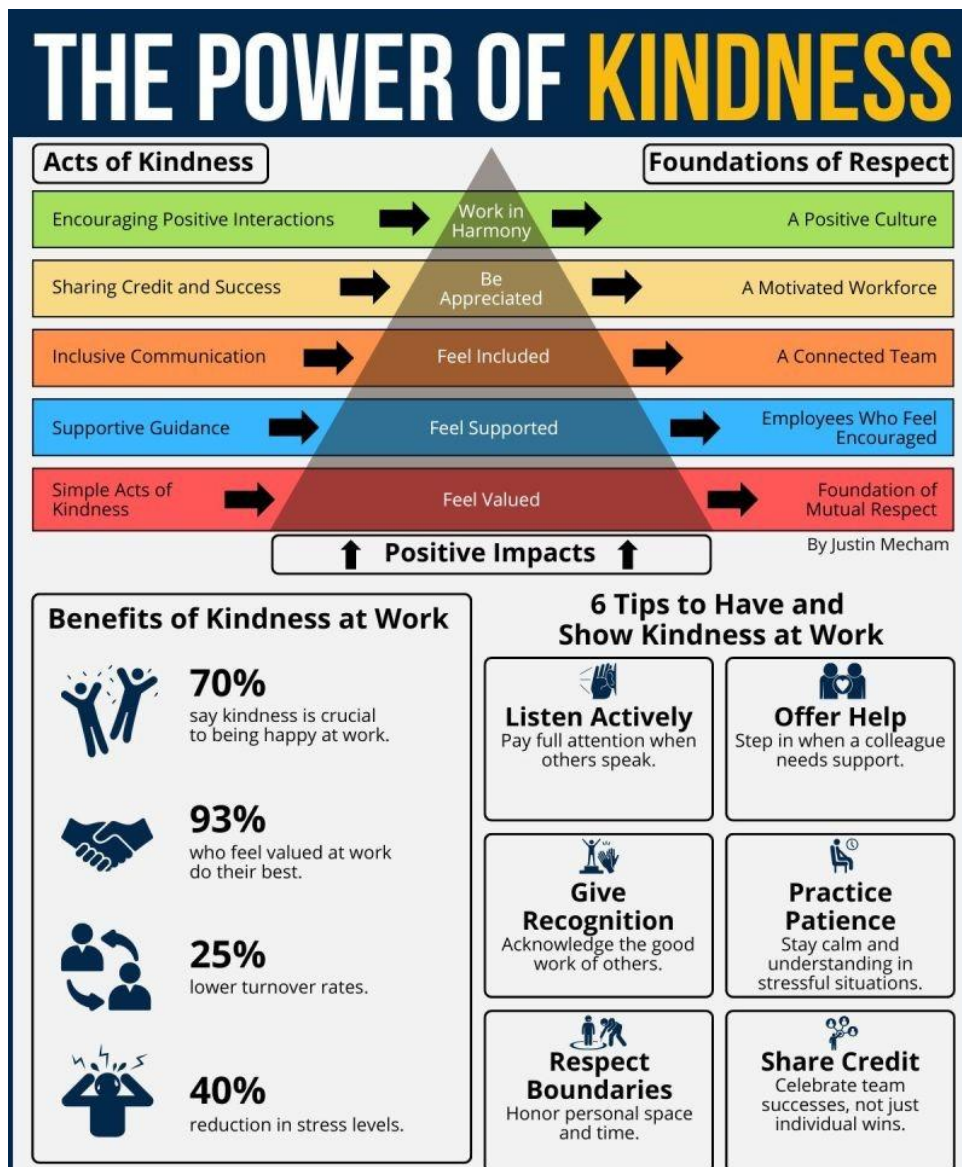 THE POWER OF KINDNESS
Acts of Kindness
Foundations of Respect
Encouraging Positive Interactions
Work in
Harmony
A Positive Culture
Sharing Credit and Success
Be
Appreciated
A Motivated Workforce
Inclusive Communication
Feel Included
A Connected Team
Supportive Guidance
Feel Supported
Employees Who Feel
Encouraged
Simple Acts of
Kindness
Feel Valued
Foundation of
Mutual Respect
Positive Impacts
By Justin Mecham
Benefits of Kindness at Work
70%
say kindness is crucial
to being happy at work.
93%
who feel valued at work
do their best.
25%
lower turnover rates.
40%
reduction in stress levels.
6 Tips to Have and
Show Kindness at Work
Listen Actively
Pay full attention when
others speak.
Offer Help
Step in when a colleague
needs support.
Give
Recognition
Acknowledge the good
work of others.
Practice
Patience
Stay calm and
understanding in
stressful situations.
Respect
Boundaries
Honor personal space
and time.
Share Credit
Celebrate team
successes, not just
individual wins.